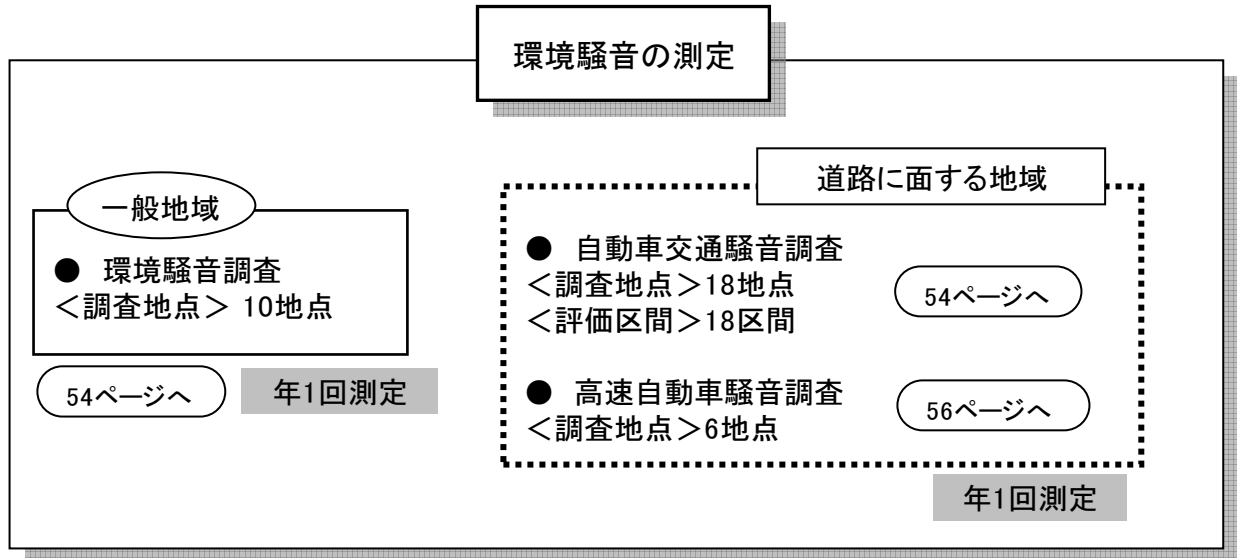 環境騒音の測定
一般地域
● 環境騒音調査
＜調査地点＞ 10地点
54ページへ
年1回測定
道路に面する地域
● 自動車交通騒音調査
＜調査地点＞18地点
＜評価区間＞18区間
54ページへ
● 高速自動車騒音調査
＜調査地点＞6地点
56ページへ
年1回測定